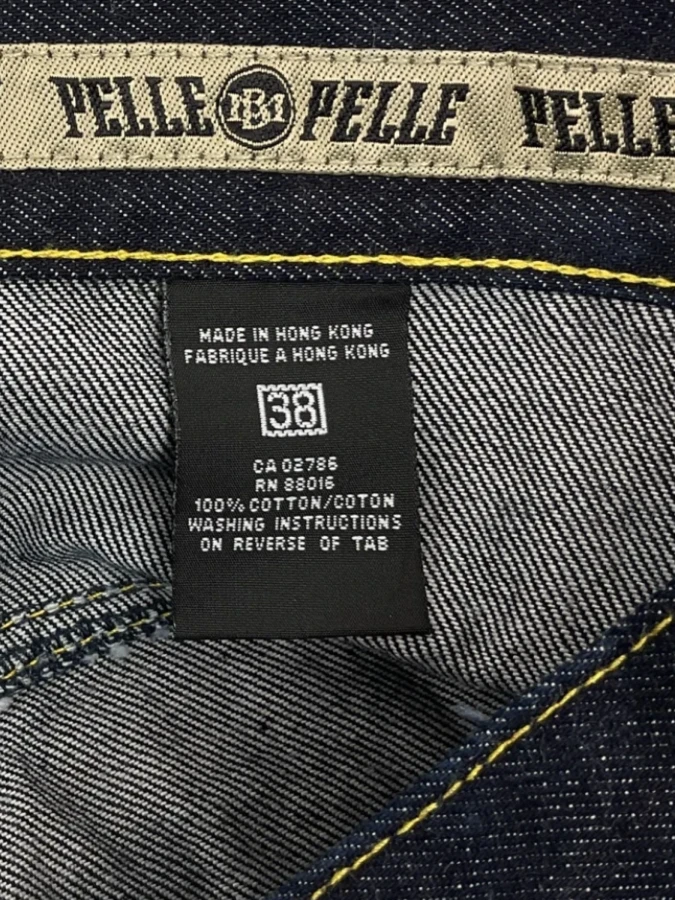 PELLE MB PELLE PELLE
MADE IN HONG KONG
FABRIQUE A HONG KONG
38
CA 02786
RN 88016
100% COTTON/COTON
WASHING INSTRUCTIONS
ON REVERSE OF TAB